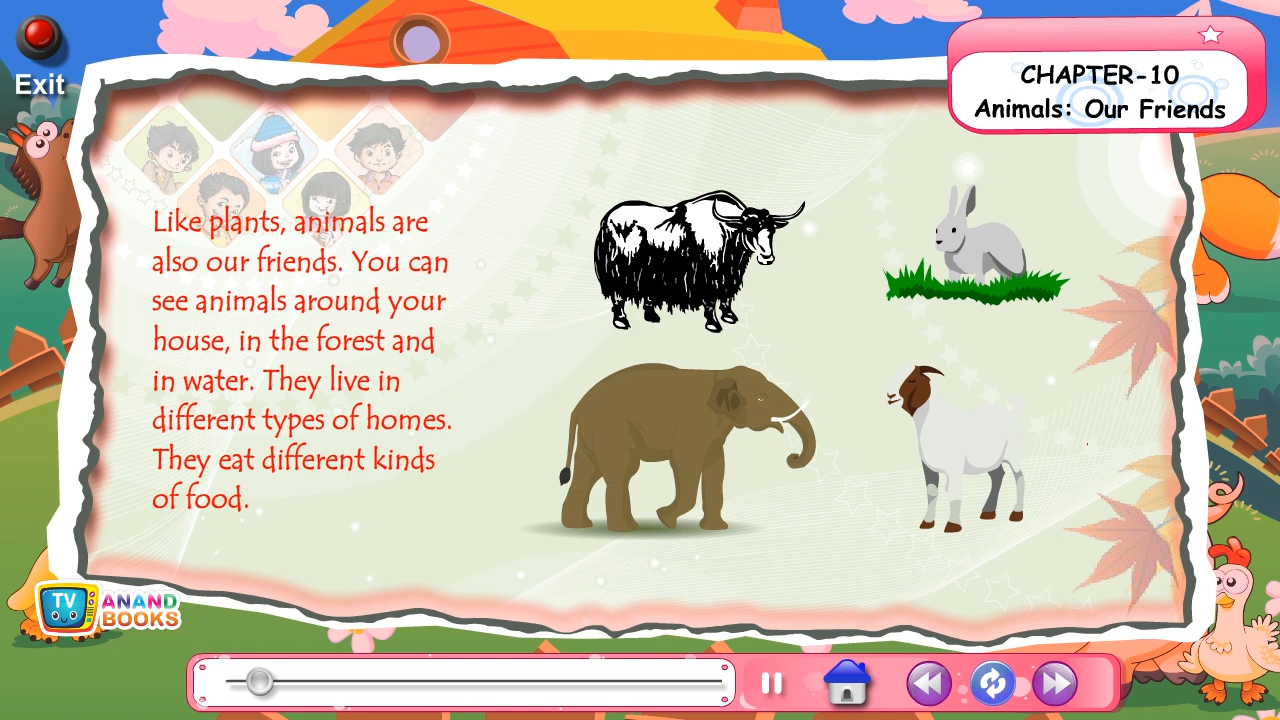 Exit
CHAPTER-10
Animals: Our Friends
Like plants, animals are
also our friends. You can
see animals around your
house, in the forest and
in water. They live in
different types of homes.
They eat different kinds
of food.
TV
ANAND
BOOKS